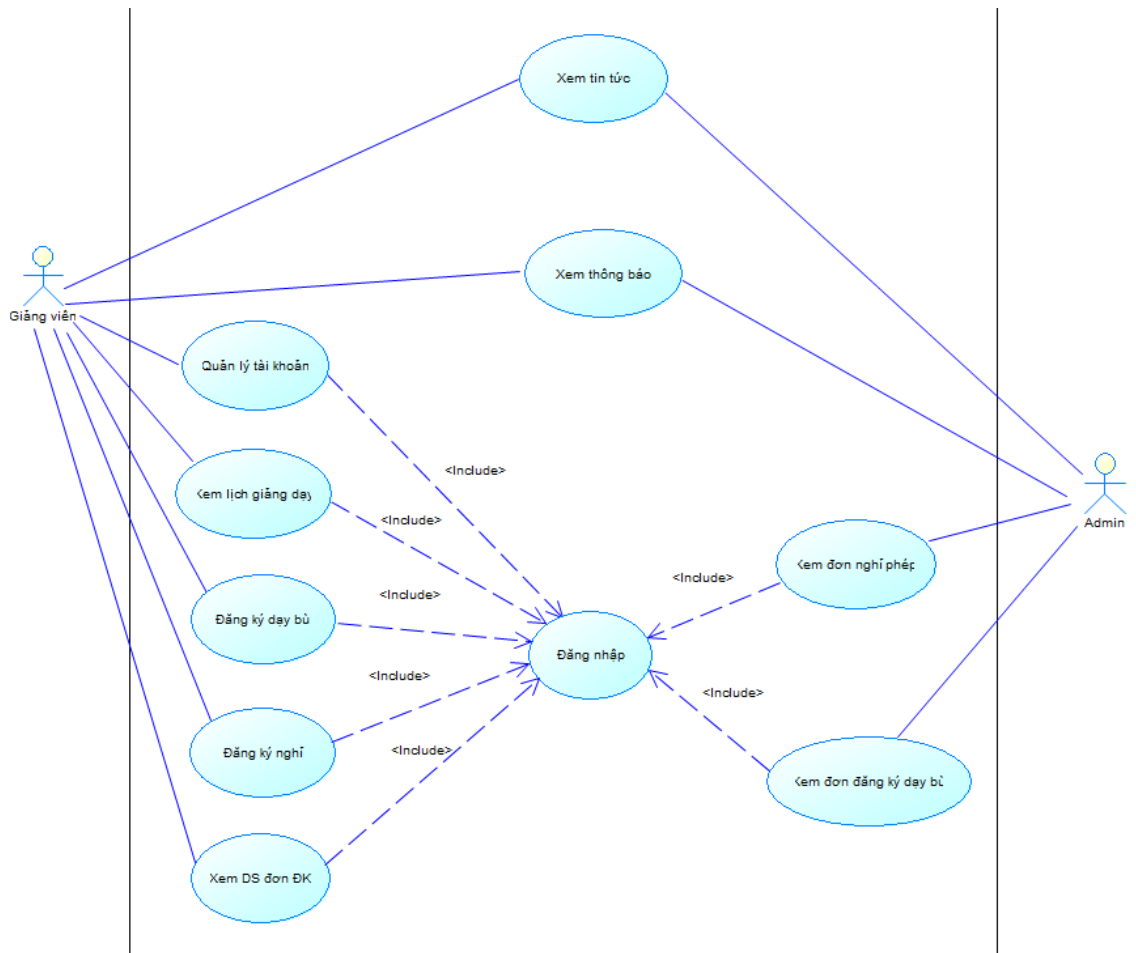 Xem tin tức
Xem thông báo
Giảng viên
Quản lý tài khoản
<Include>
Xem lịch giảng dạy
<Include>
Admin
Xem đơn nghỉ phép
<Include>
<Include>
Đăng ký dạy bù
Đăng nhập
<Include>
<Include>
Đăng ký nghỉ
<Include>
Xem đơn đăng ký dạy bù
Xem DS đơn ĐK